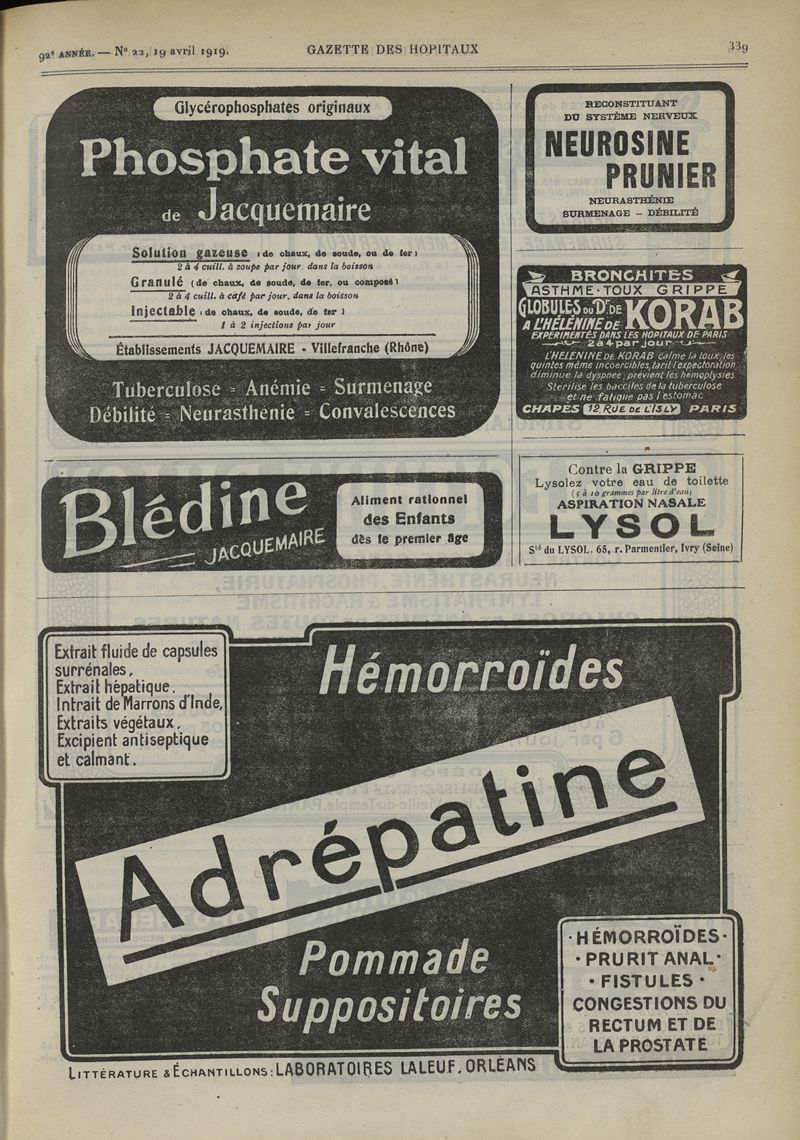 92e ANNÉE. — No 22, 19 avril 1919.
GAZETTE DES HOPITAUX
339
Glycérophosphates originaux
Phosphate vital
de Jacquemaire
Solution gazeuse (de chaux, de soude, ou de fer)
2 à 4 cuill. à soupe par jour dans la boisson
Granulé (de chaux, de soude, de fer, ou composé)
2 à 4 cuill. à café par jour, dans la boisson
Injectable (de chaux, de soude, de fer)
1 à 2 injections par jour
Établissements JACQUEMAIRE - Villefranche (Rhône)
Tuberculose = Anémie = Surmenage
Débilité = Neurasthénie = Convalescences
RECONSTITUANT
DU SYSTÈME NERVEUX
NEUROSINE
PRUNIER
NEURASTHÉNIE
SURMENAGE - DÉBILITÉ
BRONCHITES
ASTHME · TOUX GRIPPE
GLOBULES DU Dr DE KORAB
A L'HÉLÉNINE DE
EXPÉRIMENTÉS DANS LES HOPITAUX DE PARIS
2 à 4 par jour
L'HELENINE DE KORAB calme la toux, les
quintes même incoercibles, tarit l'expectoration
diminue la dyspnée, prévient les hémoptysies
Stérilise les bacilles de la tuberculose
et ne fatigue pas l'estomac
CHAPES 12, RUE DE L'ISLY PARIS
Blédine
JACQUEMAIRE
Aliment rationnel
des Enfants
dès le premier âge
Contre la GRIPPE
Lysolez votre eau de toilette
(5 à 10 grammes par litre d'eau)
ASPIRATION NASALE
LYSOL
Sté du LYSOL, 65, r. Parmentier, Ivry (Seine)
Extrait fluide de capsules
surrénales,
Extrait hépatique.
Intrait de Marrons d'Inde,
Extraits végétaux,
Excipient antiseptique
et calmant.
Hémorroïdes
Adrépatine
Pommade
Suppositoires
· HÉMORROÏDES ·
· PRURIT ANAL ·
· FISTULES ·
CONGESTIONS DU
RECTUM ET DE
LA PROSTATE
LITTÉRATURE & ÉCHANTILLONS: LABORATOIRES LALEUF, ORLÉANS